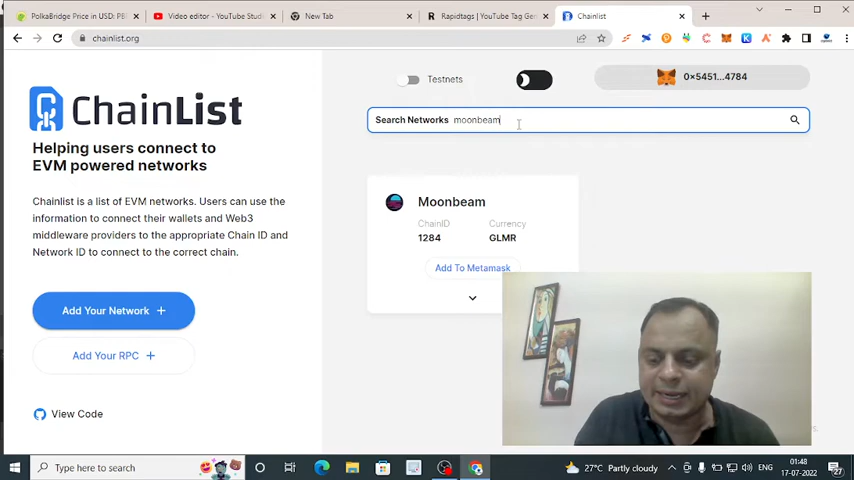 PolkaBridge Price in USD: PB
Video editor - YouTube Stud
New Tab
Rapidtags | YouTube Tag Gen
Chainlist
chainlist.org
Testnets
0×5451...4784
ChainList
Search Networks moonbeam
Helping users connect to
EVM powered networks
Chainlist is a list of EVM networks. Users can use the
information to connect their wallets and Web3
middleware providers to the appropriate Chain ID and
Network ID to connect to the correct chain.
Moonbeam
ChainID
Currency
1284
GLMR
Add To Metamask
Add Your Network +
Add Your RPC +
View Code
Type here to search
27°C Partly cloudy
ENG
01:48
17-07-2022
27